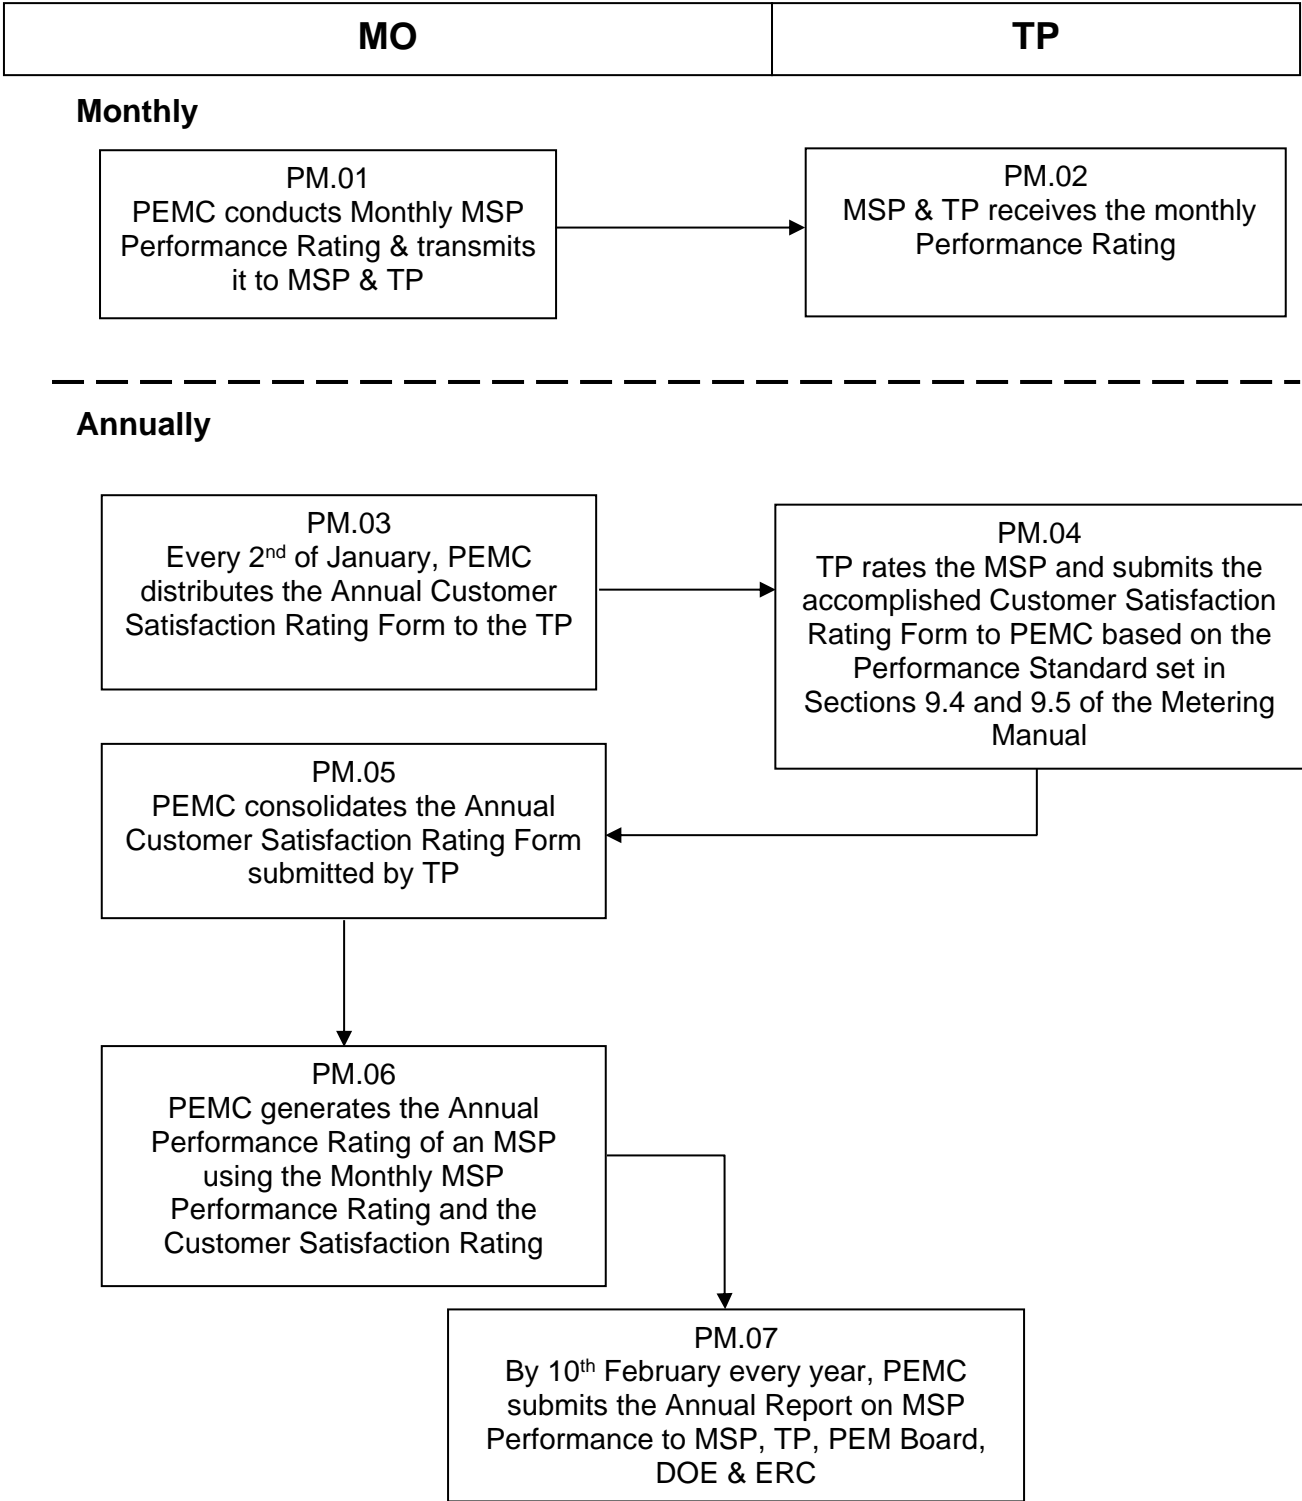 MO
TP
Monthly
PM.01
PEMC conducts Monthly MSP
Performance Rating & transmits
it to MSP & TP
PM.02
MSP & TP receives the monthly
Performance Rating
Annually
PM.03
Every 2nd of January, PEMC
distributes the Annual Customer
Satisfaction Rating Form to the TP
PM.04
TP rates the MSP and submits the
accomplished Customer Satisfaction
Rating Form to PEMC based on the
Performance Standard set in
Sections 9.4 and 9.5 of the Metering
Manual
PM.05
PEMC consolidates the Annual
Customer Satisfaction Rating Form
submitted by TP
PM.06
PEMC generates the Annual
Performance Rating of an MSP
using the Monthly MSP
Performance Rating and the
Customer Satisfaction Rating
PM.07
By 10th February every year, PEMC
submits the Annual Report on MSP
Performance to MSP, TP, PEM Board,
DOE & ERC